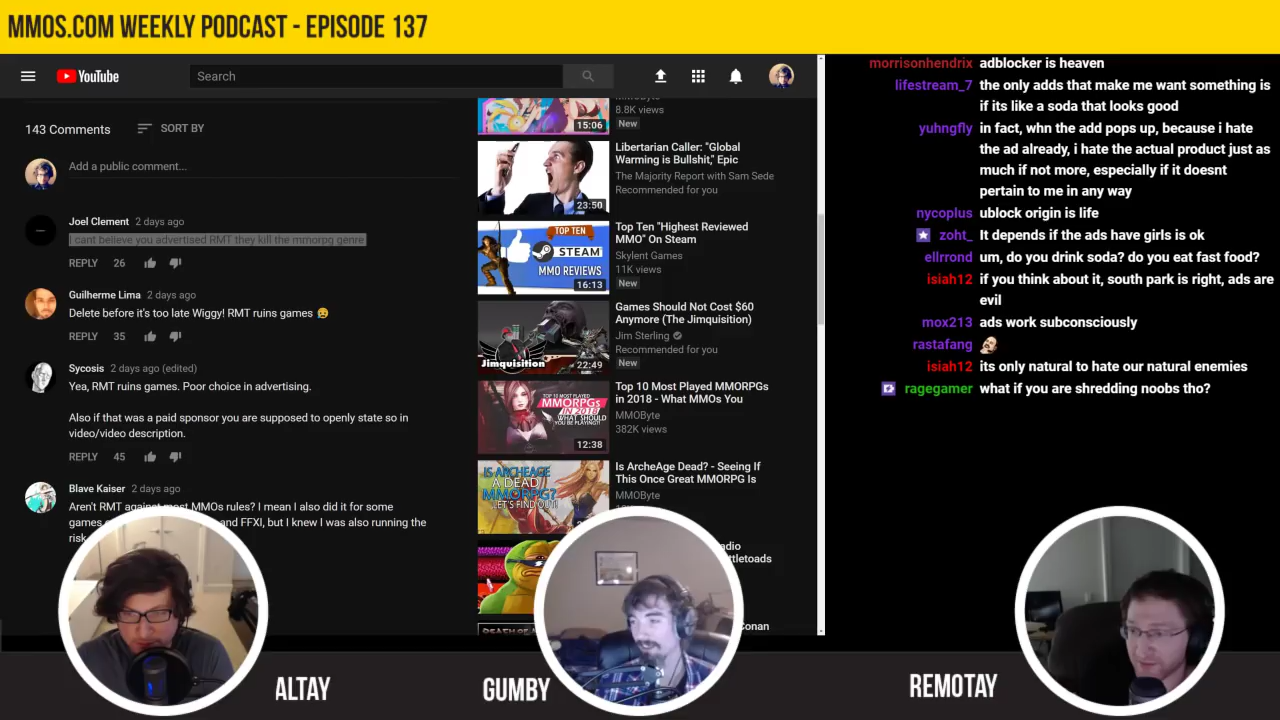 MMOS.COM WEEKLY PODCAST - EPISODE 137
YouTube
Search
143 Comments
SORT BY
Add a public comment...
Joel Clement 2 days ago
I cant believe you advertised RMT they kill the mmorpg genre
REPLY 26
Guilherme Lima 2 days ago
Delete before it's too late Wiggy! RMT ruins games 😥
REPLY 35
Sycosis 2 days ago (edited)
Yea, RMT ruins games. Poor choice in advertising.
Also if that was a paid sponsor you are supposed to openly state so in
video/video description.
REPLY 45
Blave Kaiser 2 days ago
Aren't RMT against most MMOs rules? I mean I also did it for some
games and FFXI, but I knew I was also running the
risk
8.8K views
New
15:06
Libertarian Caller: "Global
Warming is Bullshit," Epic
The Majority Report with Sam Sede
Recommended for you
23:50
TOP TEN
STEAM
MMO REVIEWS
16:13
Top Ten "Highest Reviewed
MMO" On Steam
Skylent Games
11K views
New
Jimquisition
22:49
Games Should Not Cost $60
Anymore (The Jimquisition)
Jim Sterling
Recommended for you
New
TOP 10 MOST PLAYED
MMORPGS
IN 2018 - WHAT SHOULD
YOU BE PLAYING?!
12:38
Top 10 Most Played MMORPGs
in 2018 - What MMOs You
MMOByte
382K views
IS ARCHEAGE
A DEAD
MMORPG?
...LET'S FIND OUT!
Is ArcheAge Dead? - Seeing If
This Once Great MMORPG Is
MMOByte
morrisonhendrix adblocker is heaven
lifestream_7 the only adds that make me want something is
if its like a soda that looks good
yuhngfly in fact, whn the add pops up, because i hate
the ad already, i hate the actual product just as
much if not more, especially if it doesnt
pertain to me in any way
nycoplus ublock origin is life
zoht_ It depends if the ads have girls is ok
ellrrond um, do you drink soda? do you eat fast food?
isiah12 if you think about it, south park is right, ads are
evil
mox213 ads work subconsciously
rastafang
isiah12 its only natural to hate our natural enemies
ragegamer what if you are shredding noobs tho?
ALTAY
GUMBY
REMOTAY